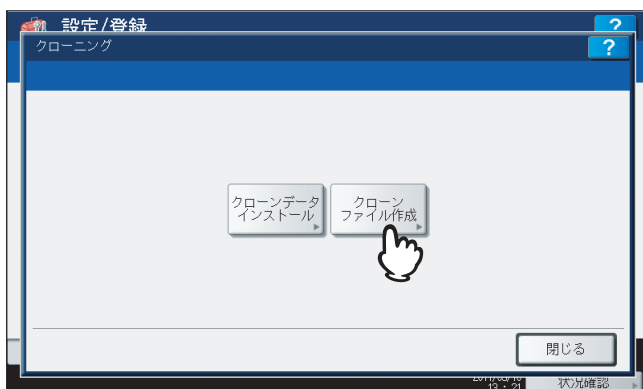 設定/登録
?
クローニング
?
クローンデータ
インストール
クローン
ファイル作成
閉じる
13 : 21
状況確認